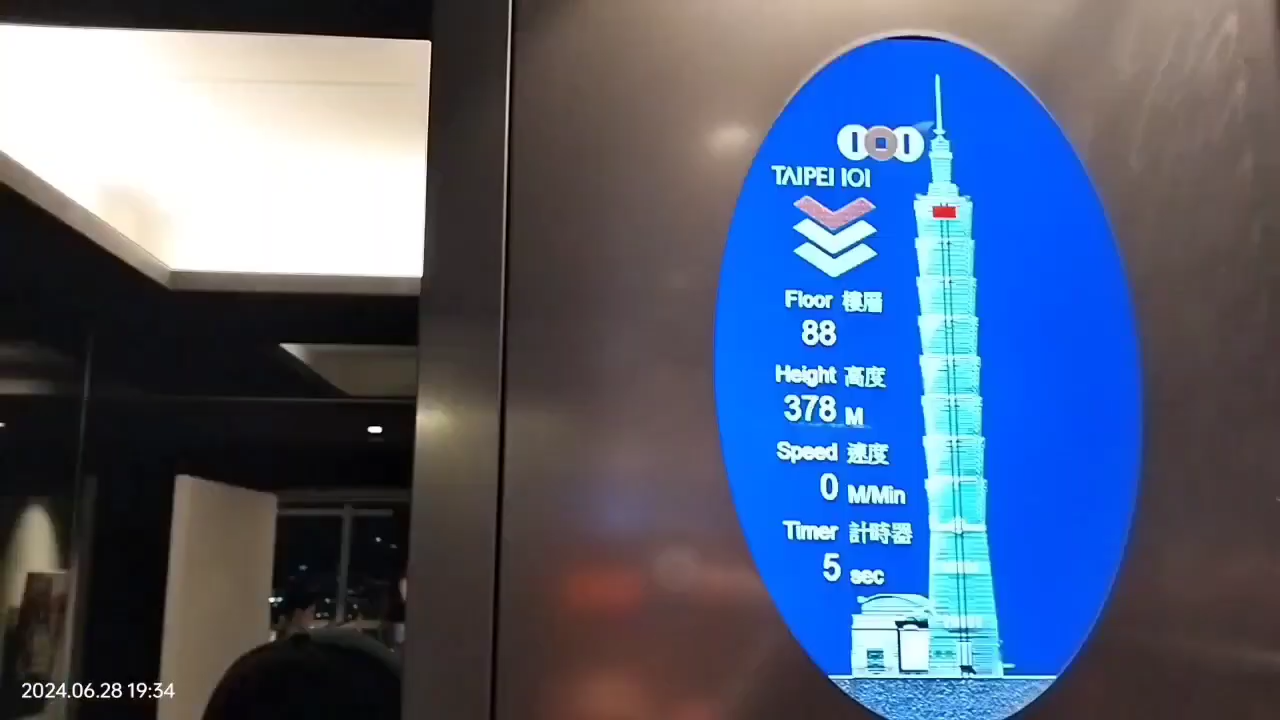 TAIPEI 101
Floor 樓層
88
Height 高度
378 M
Speed 速度
0 M/Min
Timer 計時器
5 sec
2024.06.28 19:34